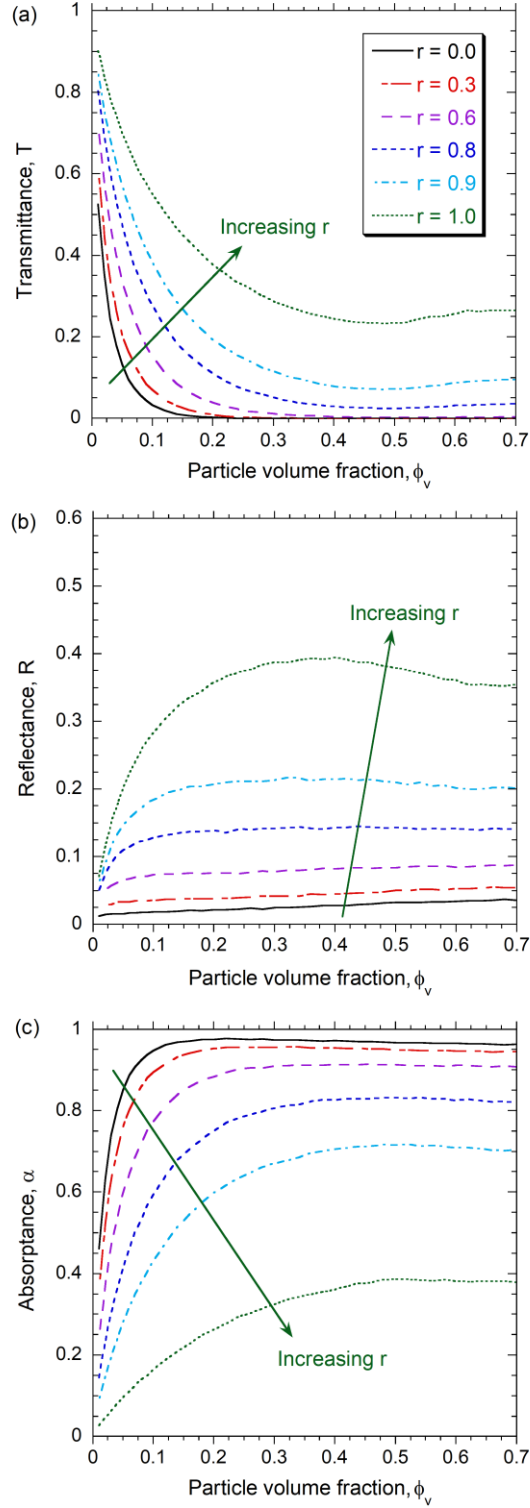 (a)
1
0.8
0.6
0.4
0.2
0
Transmittance, T
r = 0.0
r = 0.3
r = 0.6
r = 0.8
r = 0.9
r = 1.0
Increasing r
0 0.1 0.2 0.3 0.4 0.5 0.6 0.7
Particle volume fraction, ϕv
(b)
0.6
0.5
0.4
0.3
0.2
0.1
0
Reflectance, R
Increasing r
0 0.1 0.2 0.3 0.4 0.5 0.6 0.7
Particle volume fraction, ϕv
(c)
1
0.8
0.6
0.4
0.2
0
Absorptance, α
Increasing r
0 0.1 0.2 0.3 0.4 0.5 0.6 0.7
Particle volume fraction, ϕv